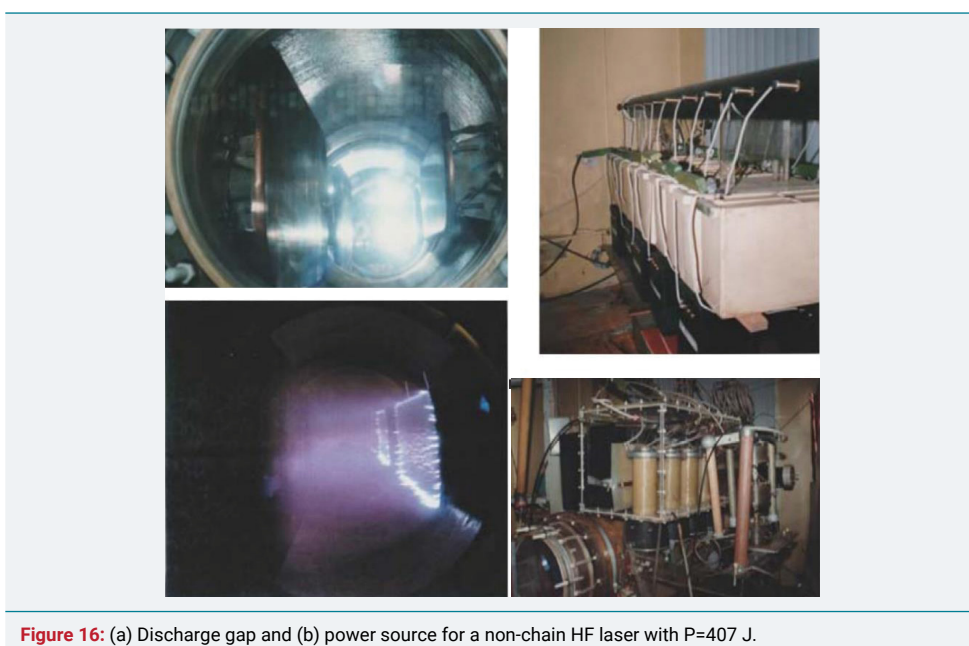 Figure 16: (a) Discharge gap and (b) power source for a non-chain HF laser with P=407 J.